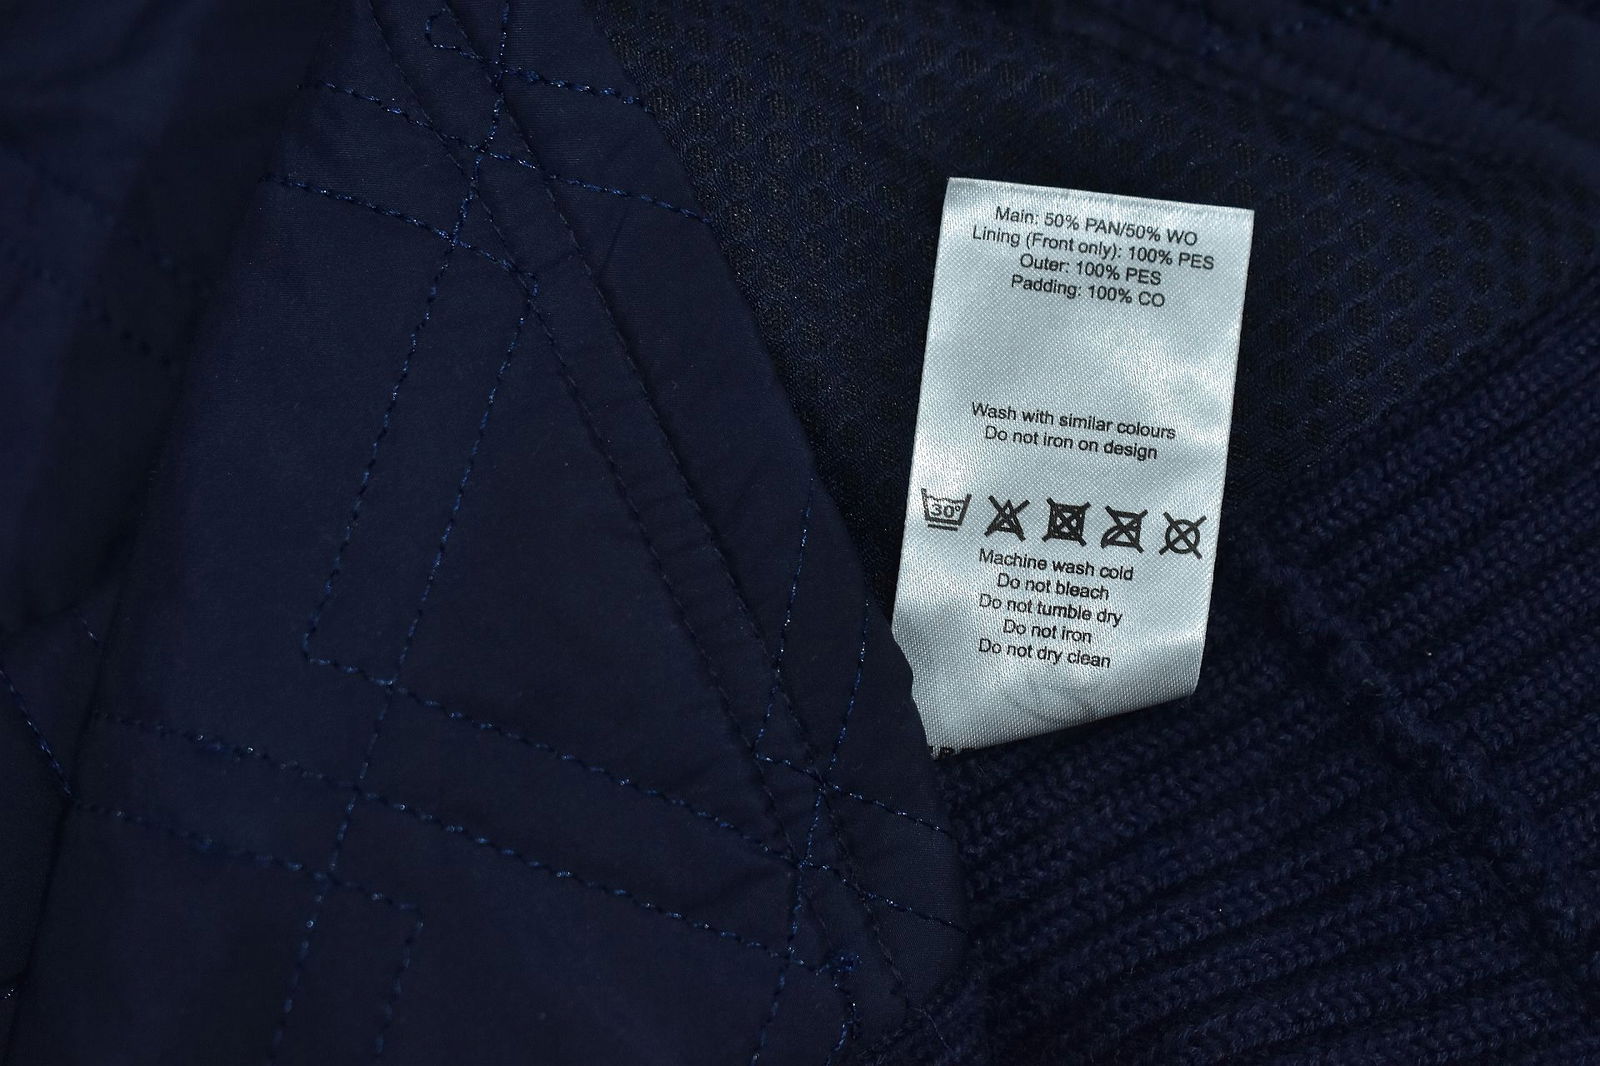 Main: 50% PAN/50% WO
Lining (Front only): 100% PES
Outer: 100% PES
Padding: 100% CO
Wash with similar colours
Do not iron on design
30°
Machine wash cold
Do not bleach
Do not tumble dry
Do not iron
Do not dry clean